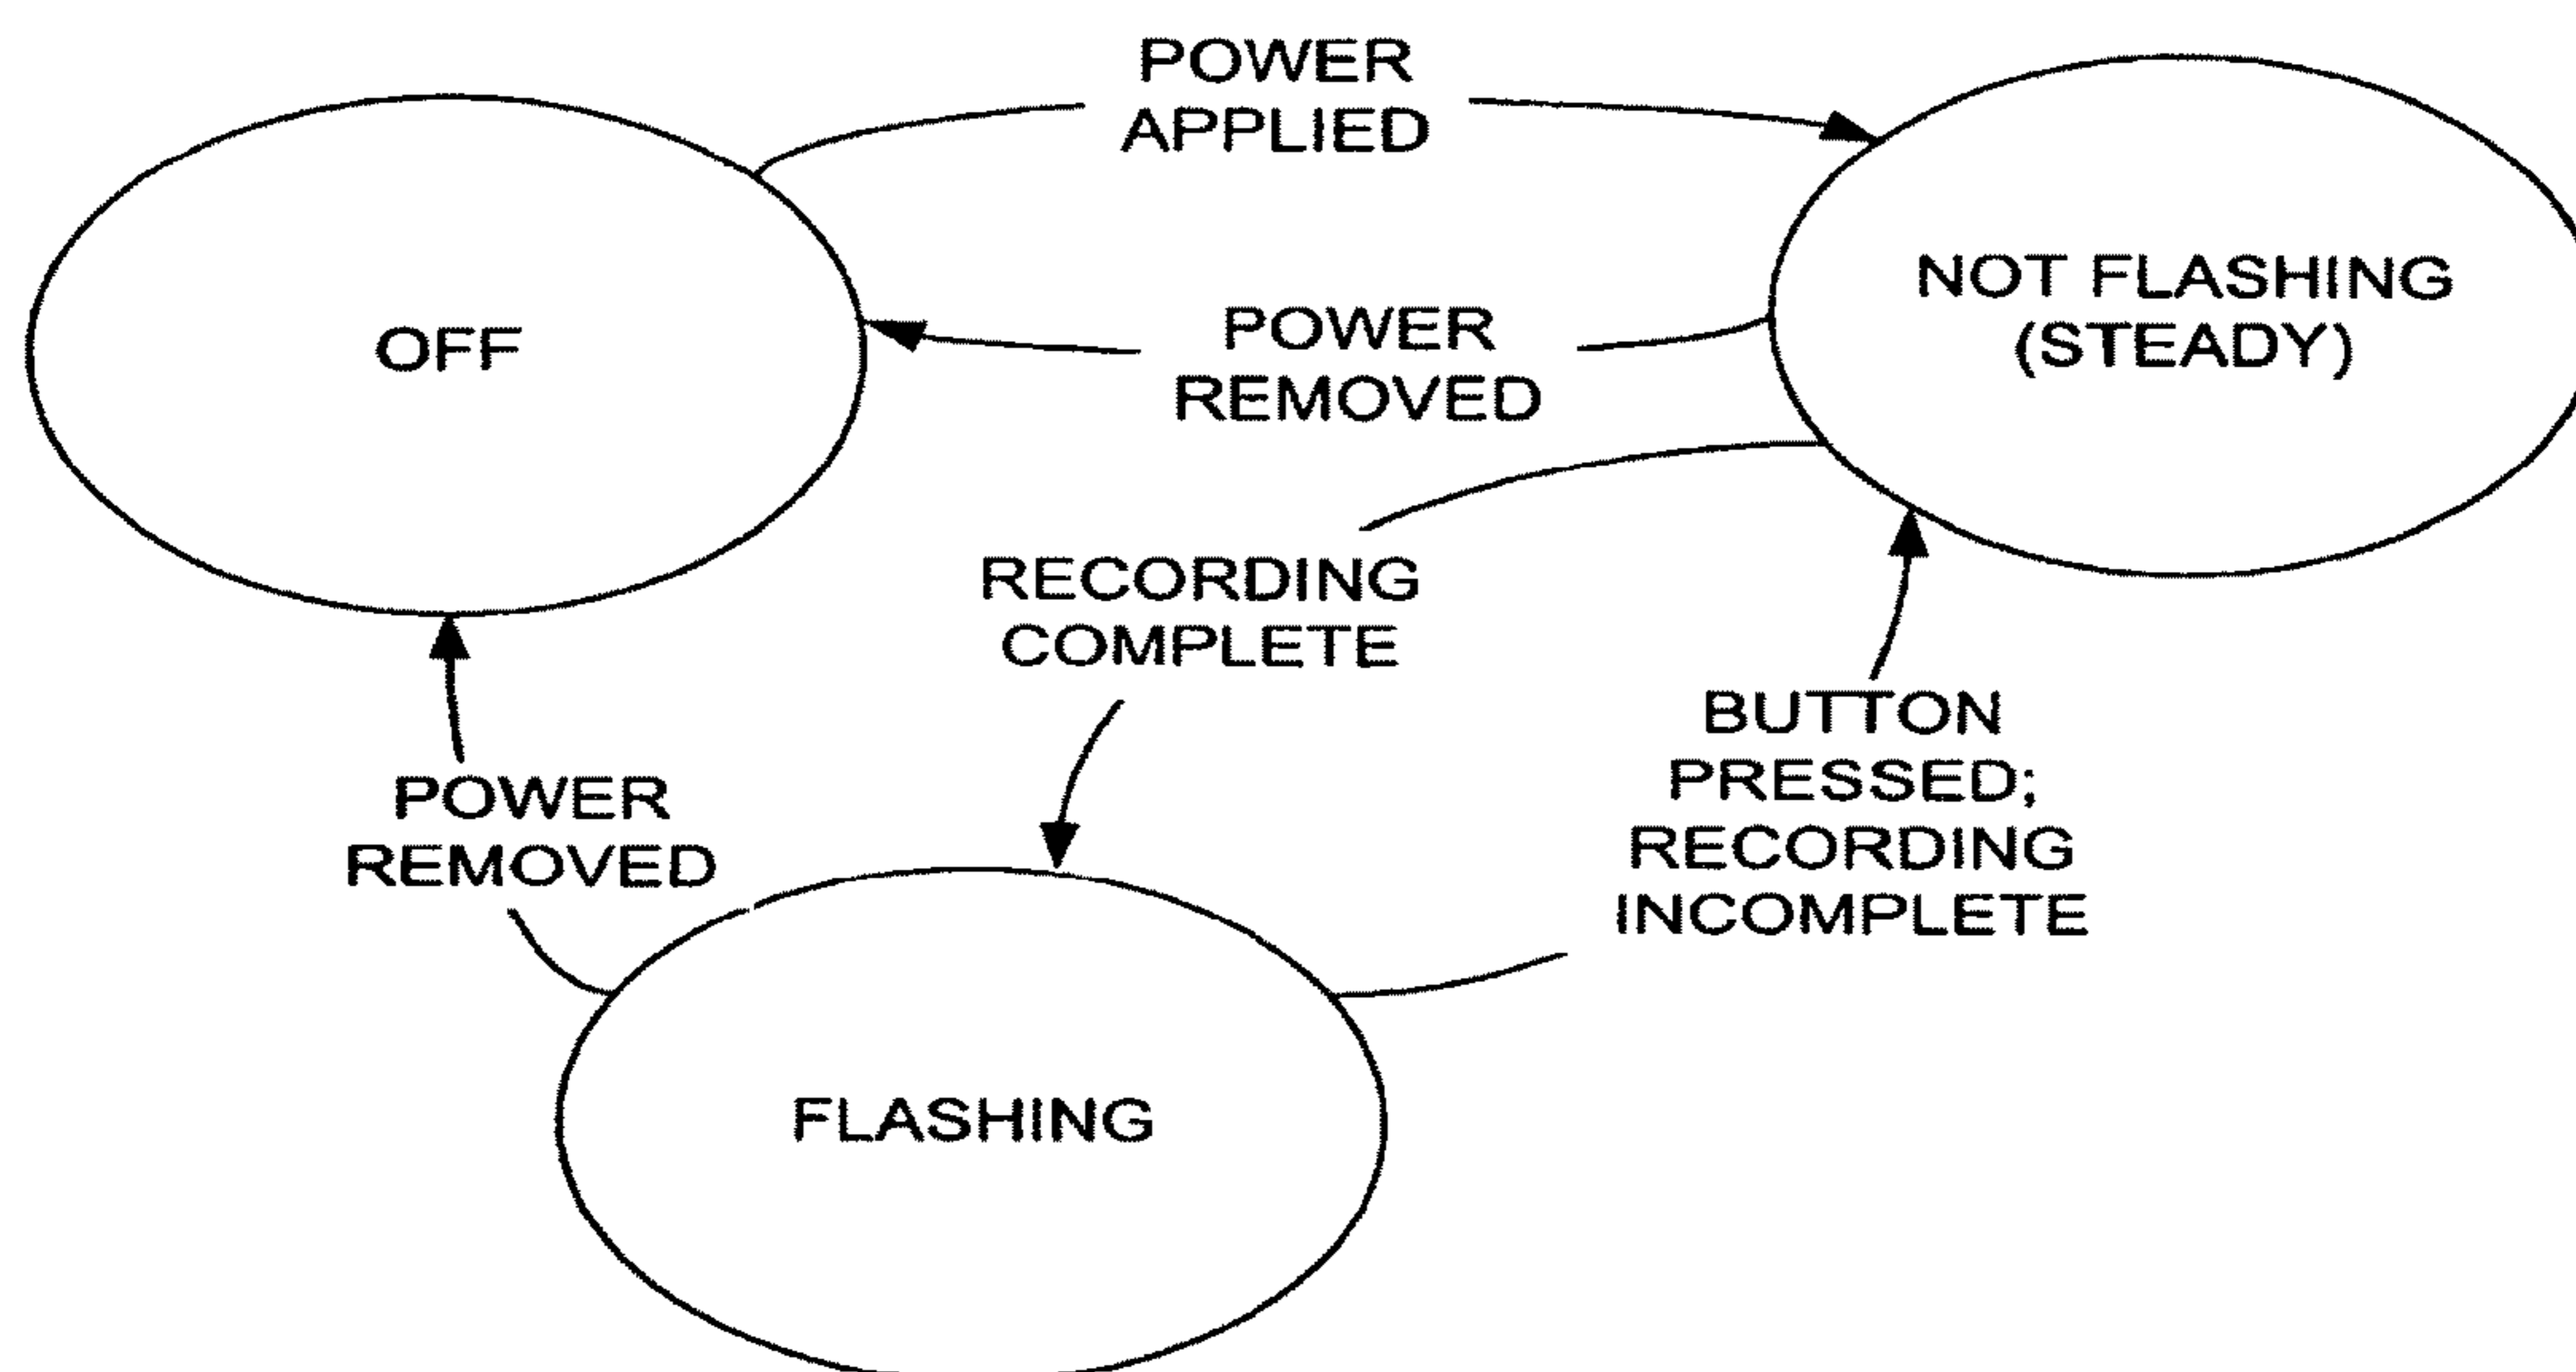 POWER
APPLIED
OFF
POWER
REMOVED
NOT FLASHING
(STEADY)
RECORDING
COMPLETE
BUTTON
PRESSED;
RECORDING
INCOMPLETE
POWER
REMOVED
FLASHING